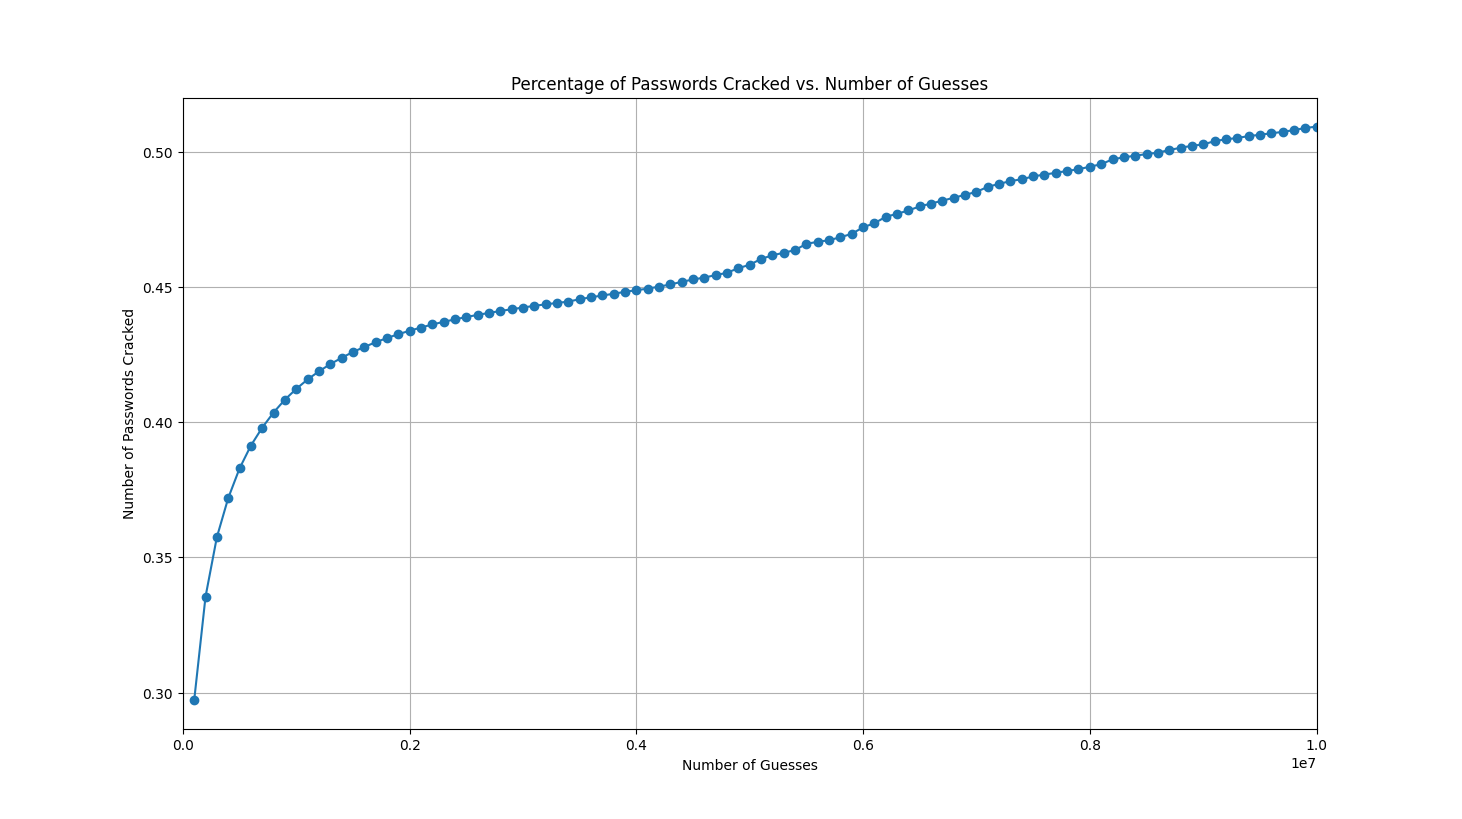 Percentage of Passwords Cracked vs. Number of Guesses
Number of Passwords Cracked
0.50
0.45
0.40
0.35
0.30
0.0 0.2 0.4 0.6 0.8 1.0
1e7
Number of Guesses